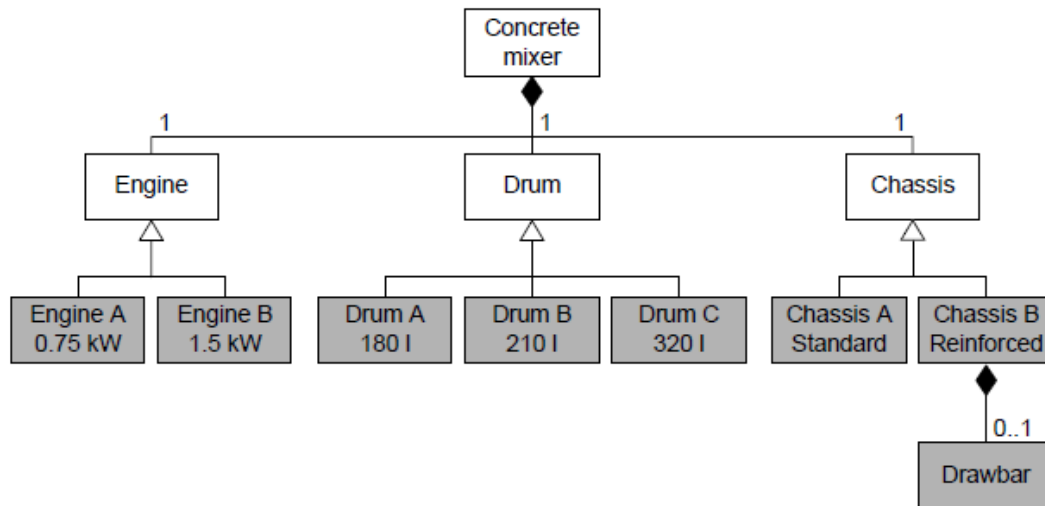 Concrete
mixer
1
1
1
Engine
Drum
Chassis
Engine A
0.75 kW
Engine B
1.5 kW
Drum A
180 l
Drum B
210 l
Drum C
320 l
Chassis A
Standard
Chassis B
Reinforced
0..1
Drawbar